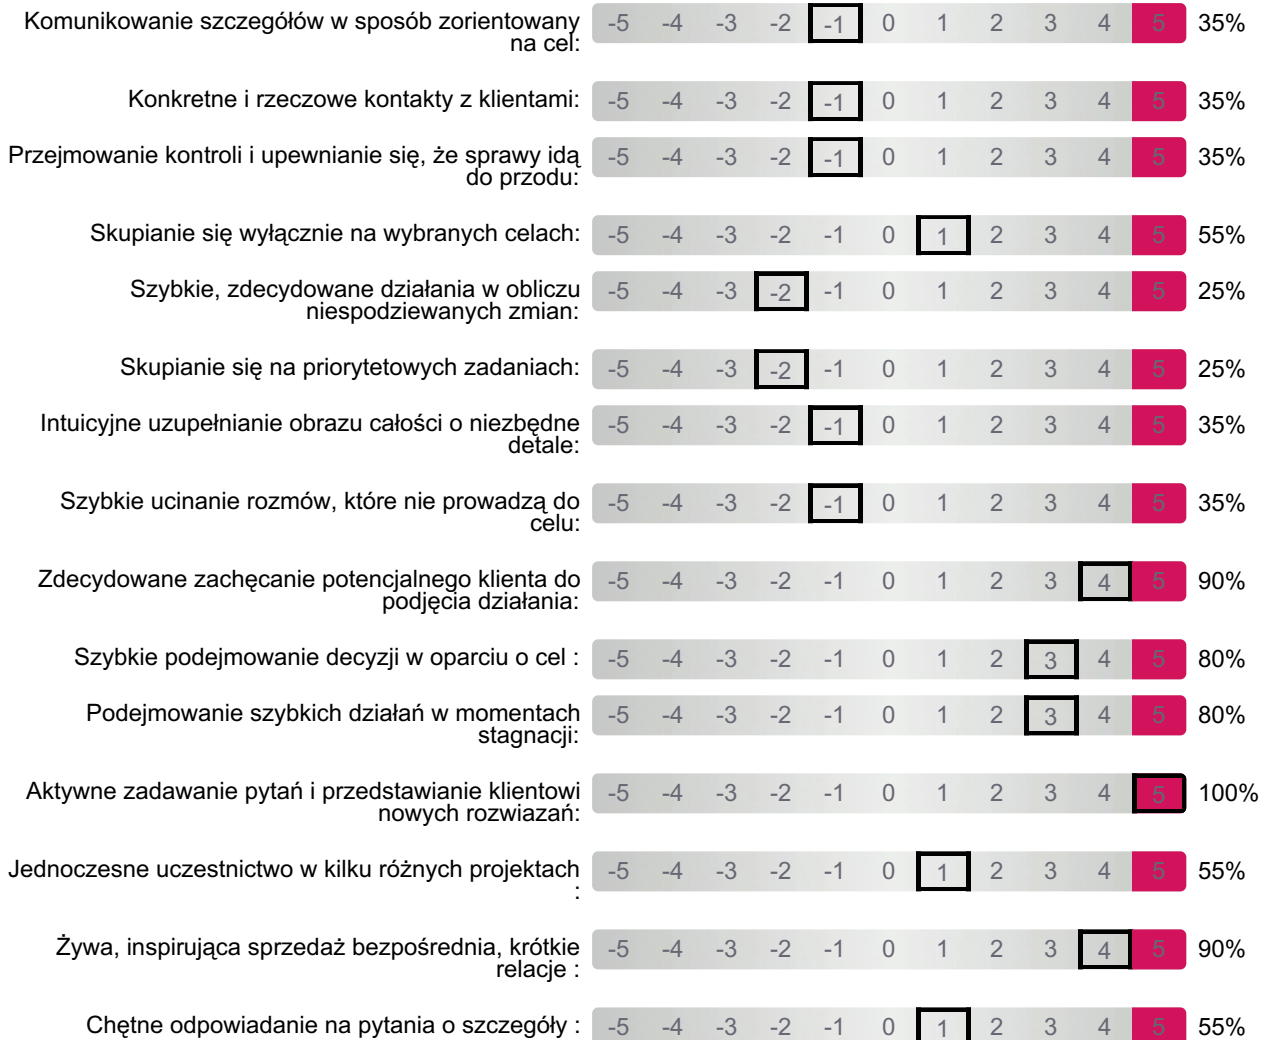 Komunikowanie szczegółów w sposób zorientowany
na cel:
-5 -4 -3 -2 -1 0 1 2 3 4 5 35%
Konkretne i rzeczowe kontakty z klientami:
-5 -4 -3 -2 -1 0 1 2 3 4 5 35%
Przejmowanie kontroli i upewnianie się, że sprawy idą
do przodu:
-5 -4 -3 -2 -1 0 1 2 3 4 5 35%
Skupianie się wyłącznie na wybranych celach:
-5 -4 -3 -2 -1 0 1 2 3 4 5 55%
Szybkie, zdecydowane działania w obliczu
niespodziewanych zmian:
-5 -4 -3 -2 -1 0 1 2 3 4 5 25%
Skupianie się na priorytetowych zadaniach:
-5 -4 -3 -2 -1 0 1 2 3 4 5 25%
Intuicyjne uzupełnianie obrazu całości o niezbędne
detale:
-5 -4 -3 -2 -1 0 1 2 3 4 5 35%
Szybkie ucinanie rozmów, które nie prowadzą do
celu:
-5 -4 -3 -2 -1 0 1 2 3 4 5 35%
Zdecydowane zachęcanie potencjalnego klienta do
podjęcia działania:
-5 -4 -3 -2 -1 0 1 2 3 4 5 90%
Szybkie podejmowanie decyzji w oparciu o cel :
-5 -4 -3 -2 -1 0 1 2 3 4 5 80%
Podejmowanie szybkich działań w momentach
stagnacji:
-5 -4 -3 -2 -1 0 1 2 3 4 5 80%
Aktywne zadawanie pytań i przedstawianie klientowi
nowych rozwiazań:
-5 -4 -3 -2 -1 0 1 2 3 4 5 100%
Jednoczesne uczestnictwo w kilku różnych projektach
:
-5 -4 -3 -2 -1 0 1 2 3 4 5 55%
Żywa, inspirująca sprzedaż bezpośrednia, krótkie
relacje :
-5 -4 -3 -2 -1 0 1 2 3 4 5 90%
Chętne odpowiadanie na pytania o szczegóły :
-5 -4 -3 -2 -1 0 1 2 3 4 5 55%